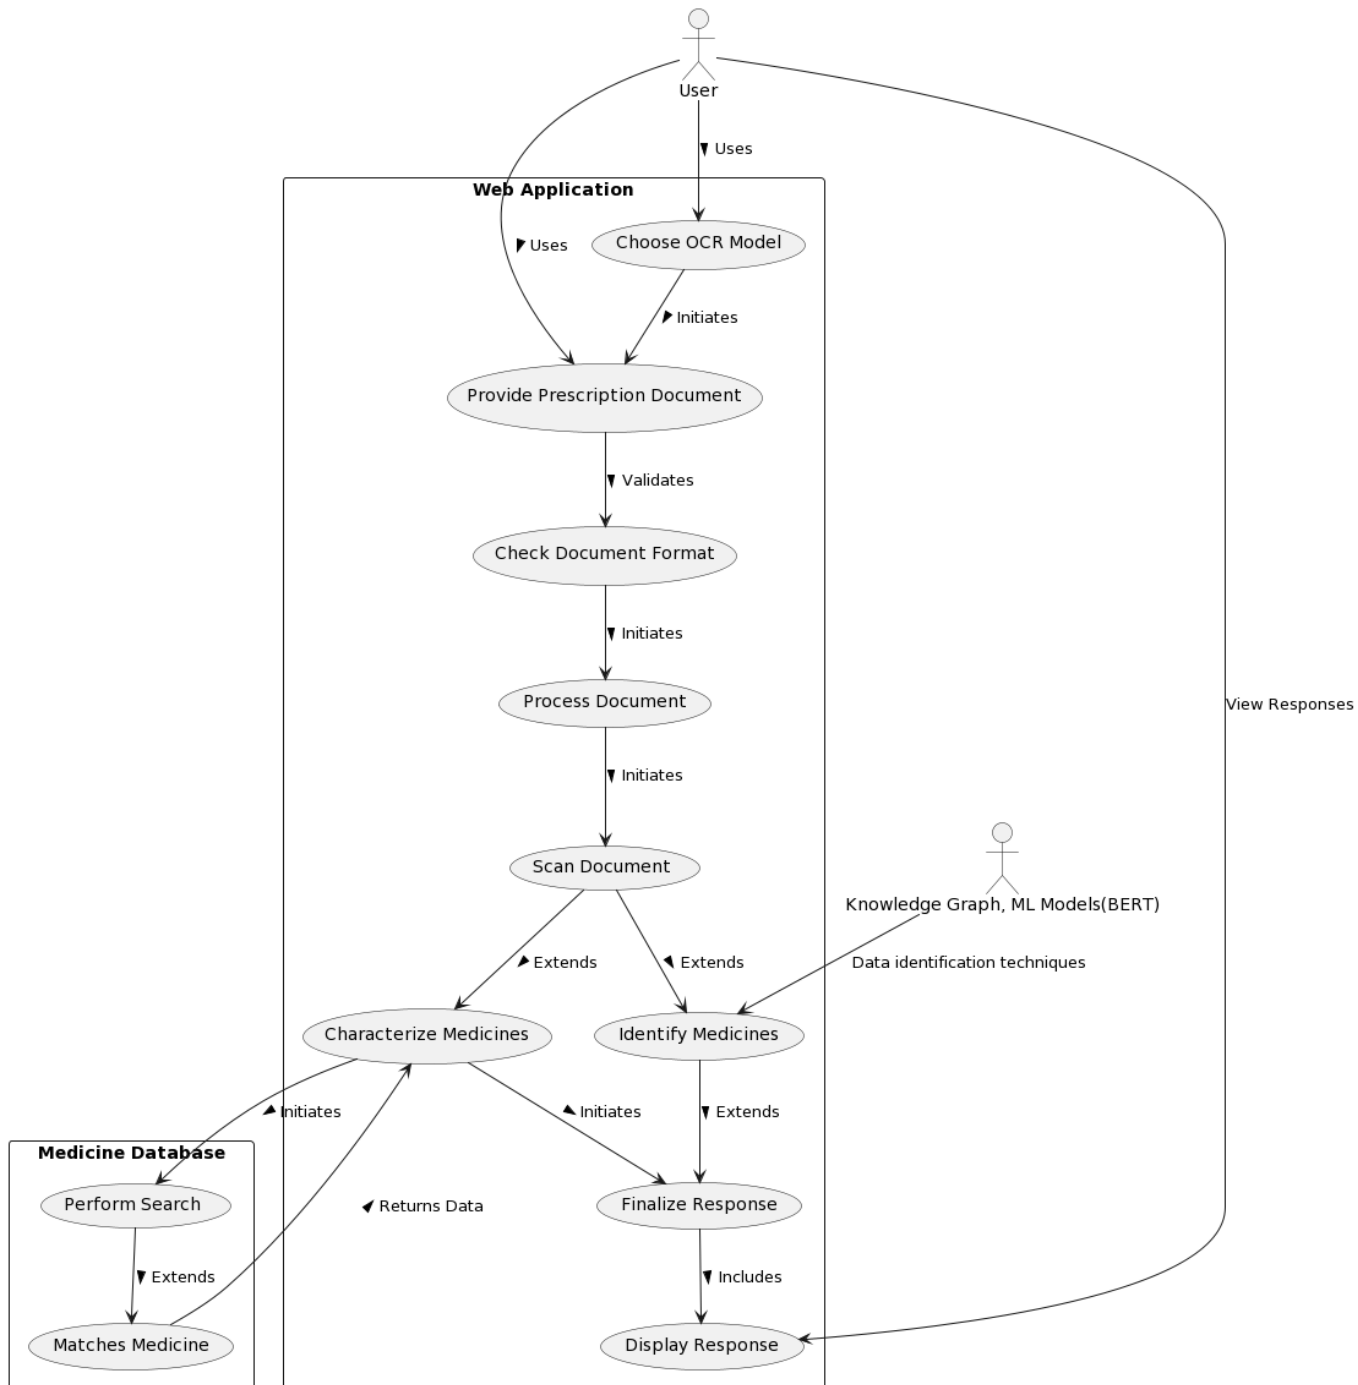 User
Uses
Web Application
Choose OCR Model
Uses
Initiates
Provide Prescription Document
Validates
Check Document Format
Initiates
Process Document
View Responses
Initiates
Scan Document
Knowledge Graph, ML Models(BERT)
Extends
Extends
Data identification techniques
Characterize Medicines
Identify Medicines
Initiates
Initiates
Extends
Medicine Database
Perform Search
Returns Data
Finalize Response
Extends
Includes
Matches Medicine
Display Response